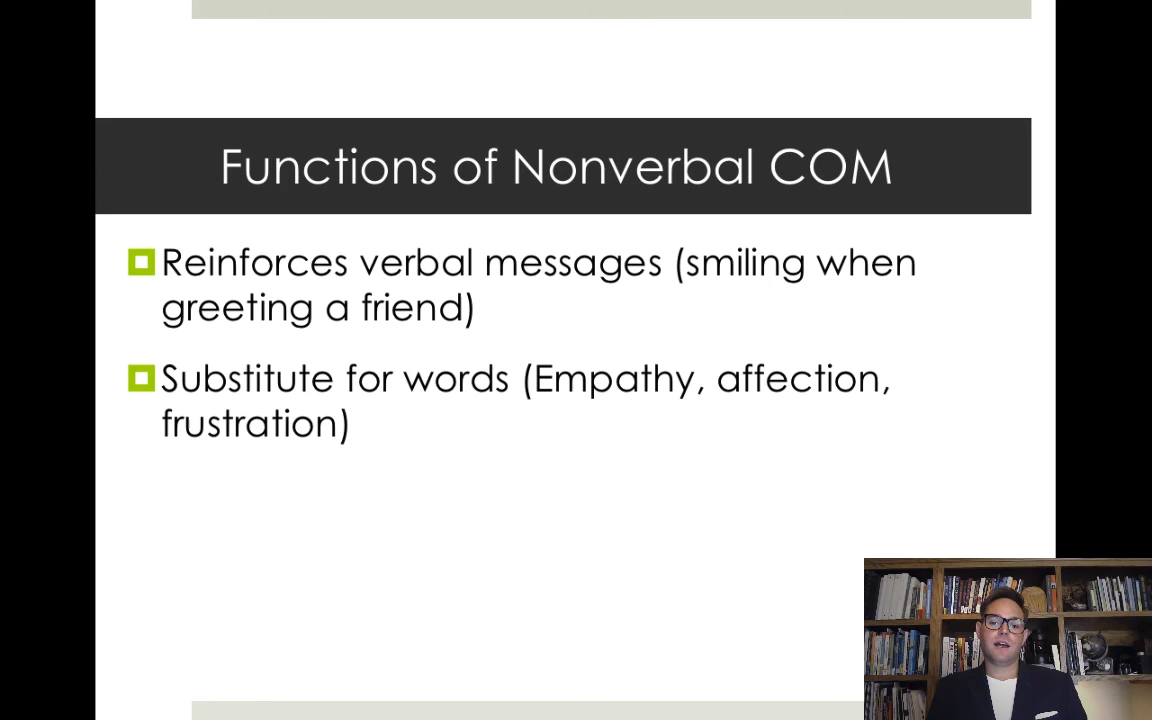 Functions of Nonverbal COM
Reinforces verbal messages (smiling when
greeting a friend)
Substitute for words (Empathy, affection,
frustration)